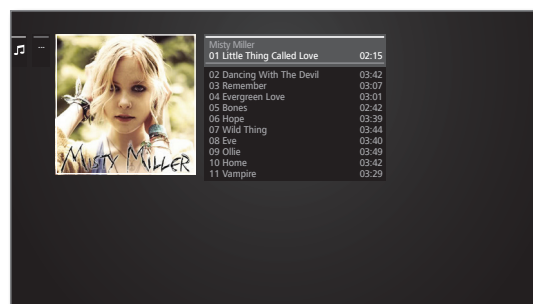 ...
MISTY MILLER
Misty Miller
01 Little Thing Called Love 02:15
02 Dancing With The Devil 03:42
03 Remember 03:07
04 Evergreen Love 03:01
05 Bones 02:42
06 Hope 03:39
07 Wild Thing 03:44
08 Eve 03:40
09 Ollie 03:49
10 Home 03:42
11 Vampire 03:29